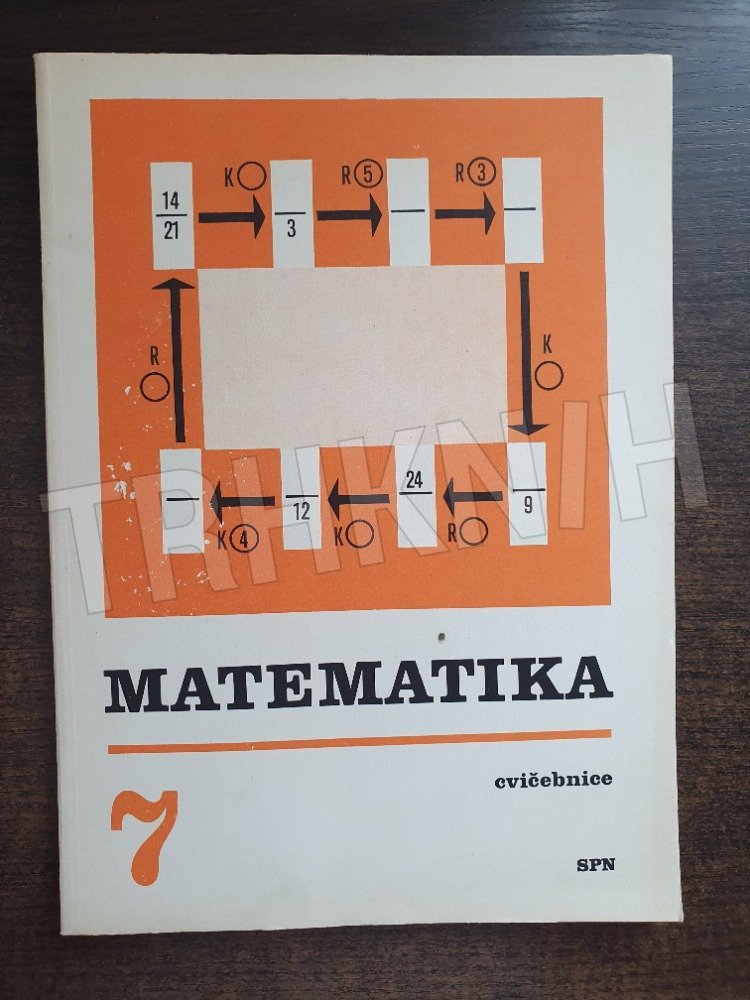 K R 5 R 3
14
21
3
R
K
TRHKNIH
24
12
9
K 4 K R
MATEMATIKA
7
cvičebnice
SPN